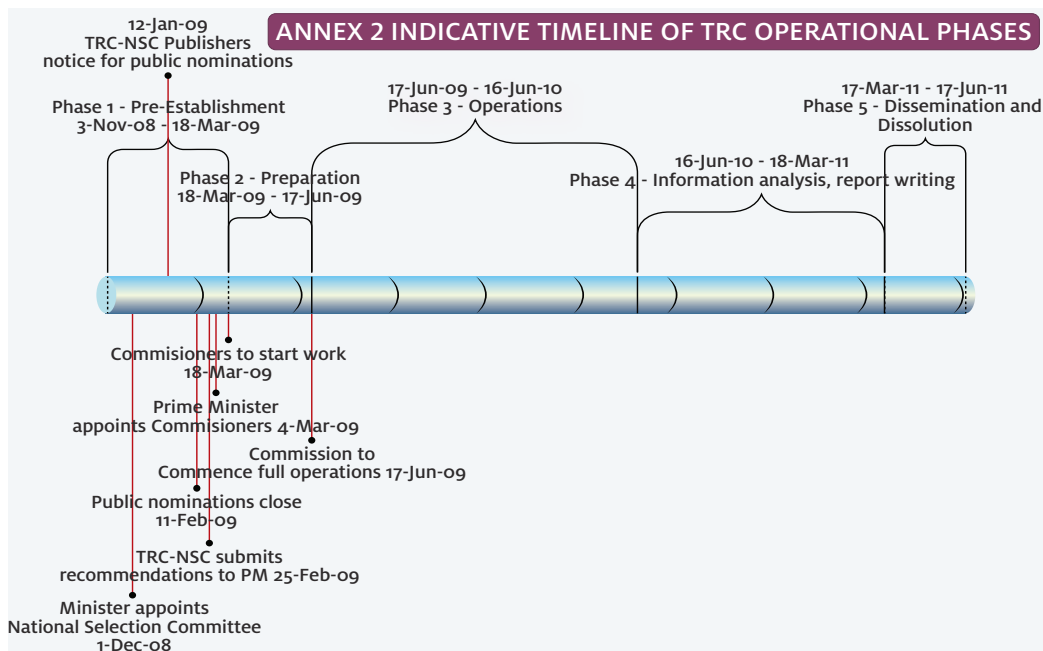 ANNEX 2 INDICATIVE TIMELINE OF TRC OPERATIONAL PHASES
12-Jan-09
TRC-NSC Publishers
notice for public nominations
Phase 1 - Pre-Establishment
3-Nov-08 - 18-Mar-09
Phase 2 - Preparation
18-Mar-09 - 17-Jun-09
17-Jun-09 - 16-Jun-10
Phase 3 - Operations
16-Jun-10 - 18-Mar-11
Phase 4 - Information analysis, report writing
17-Mar-11 - 17-Jun-11
Phase 5 - Dissemination and
Dissolution
Commisioners to start work
18-Mar-09
Prime Minister
appoints Commisioners 4-Mar-09
Commission to
Commence full operations 17-Jun-09
Public nominations close
11-Feb-09
TRC-NSC submits
recommendations to PM 25-Feb-09
Minister appoints
National Selection Committee
1-Dec-08